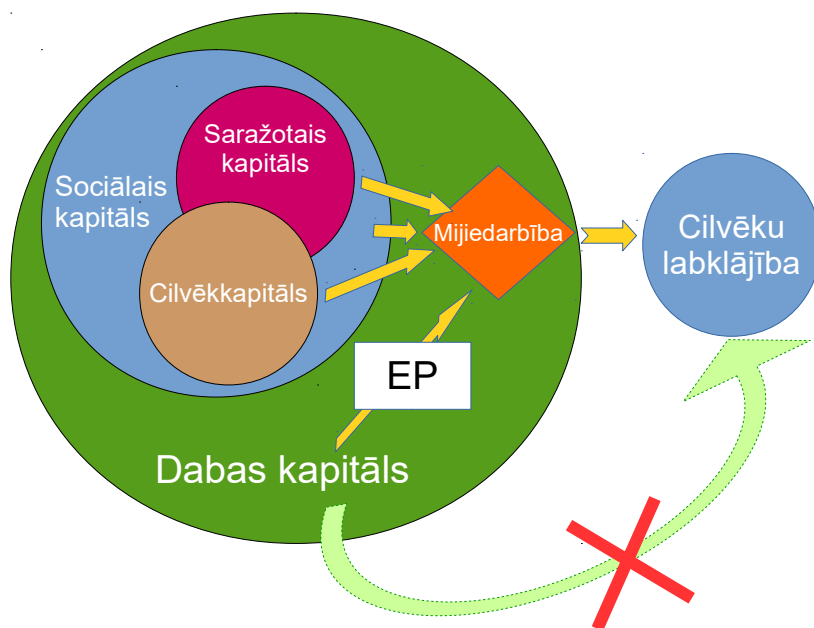 Saražotais
kapitāls
Sociālais
kapitāls
Mijiedarbība
Cilvēku
labklājība
Cilvēkkapitāls
EP
Dabas kapitāls